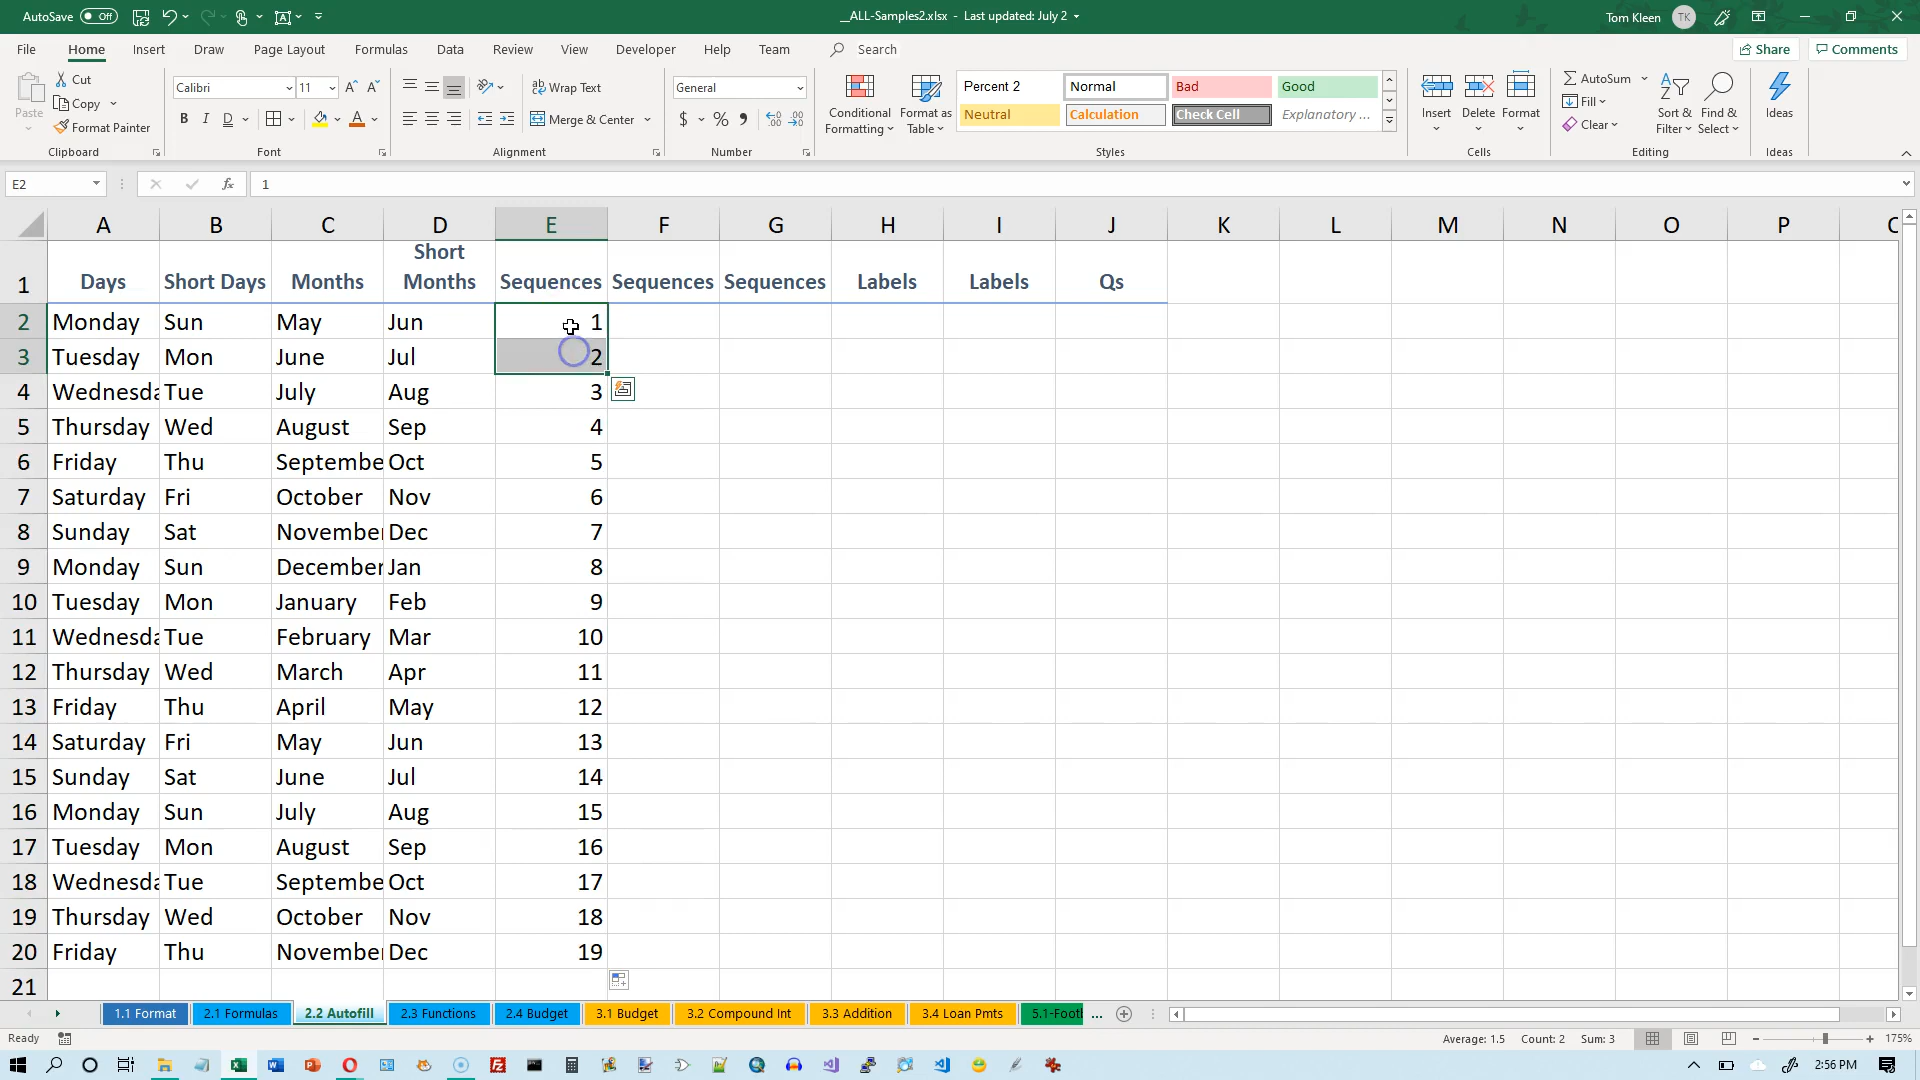 AutoSave Off
__ALL-Samples2.xlsx - Last updated: July 2
Tom Kleen TK
File Home Insert Draw Page Layout Formulas Data Review View Developer Help Team Search Share Comments
Paste
Cut
Copy
Format Painter
Clipboard
Calibri 11
B I D
Font
Wrap Text
Merge & Center
Alignment
General
$ %
Number
Conditional
Formatting
Format as
Table
Percent 2 Normal Bad Good
Neutral Calculation Check Cell Explanatory ...
Styles
Insert Delete Format
Cells
AutoSum
Fill
Clear
Sort &
Filter
Find &
Select
Editing
Ideas
Ideas
E2 fx 1
A B C D E F G H I J K L M N O P
1 Days Short Days Months Short Months Sequences Sequences Sequences Labels Labels Qs
2 Monday Sun May Jun 1
3 Tuesday Mon June Jul 2
4 Wednesda Tue July Aug 3
5 Thursday Wed August Sep 4
6 Friday Thu Septembe Oct 5
7 Saturday Fri October Nov 6
8 Sunday Sat November Dec 7
9 Monday Sun December Jan 8
10 Tuesday Mon January Feb 9
11 Wednesda Tue February Mar 10
12 Thursday Wed March Apr 11
13 Friday Thu April May 12
14 Saturday Fri May Jun 13
15 Sunday Sat June Jul 14
16 Monday Sun July Aug 15
17 Tuesday Mon August Sep 16
18 Wednesda Tue Septembe Oct 17
19 Thursday Wed October Nov 18
20 Friday Thu November Dec 19
21
1.1 Format 2.1 Formulas 2.2 Autofill 2.3 Functions 2.4 Budget 3.1 Budget 3.2 Compound Int 3.3 Addition 3.4 Loan Pmts 5.1-Footl ...
Ready Average: 1.5 Count: 2 Sum: 3 175%
2:56 PM